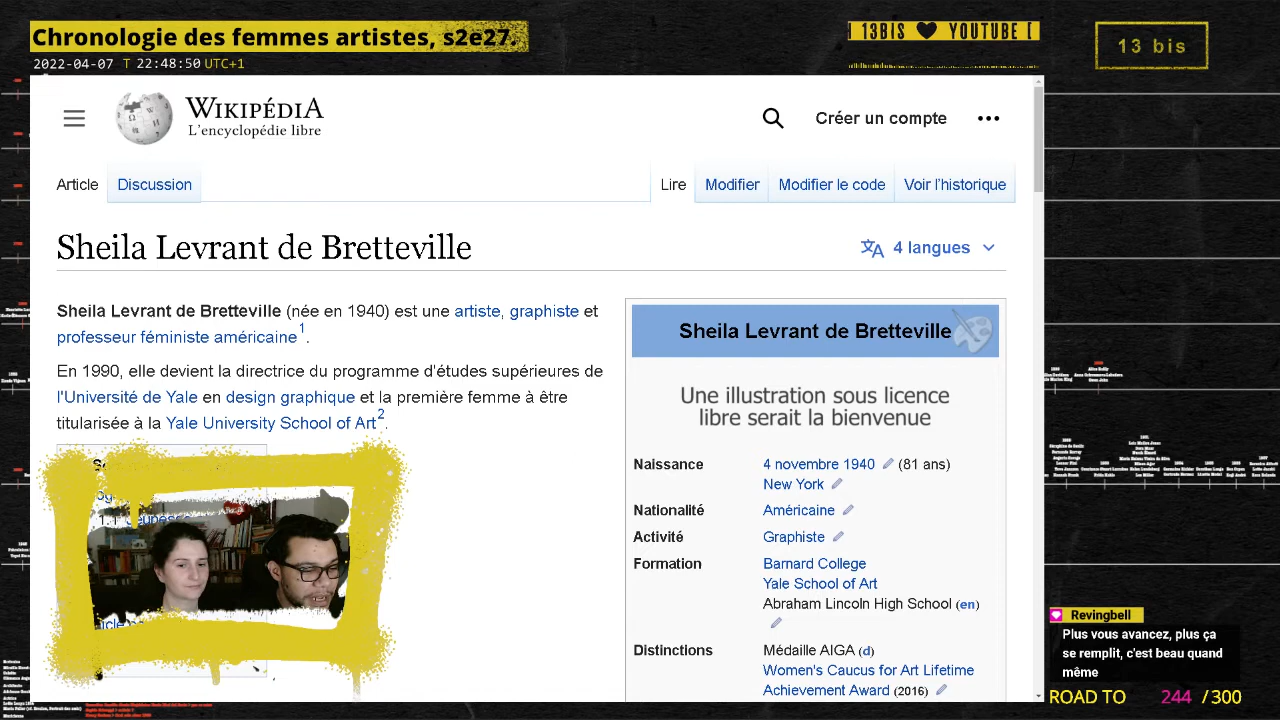 Chronologie des femmes artistes, s2e27
2022-04-07 T 22:48:50 UTC+1
13BIS YOUTUBE
13 bis
WIKIPÉDIA
L'encyclopédie libre
Créer un compte
Article Discussion Lire Modifier Modifier le code Voir l'historique
Sheila Levrant de Bretteville
4 langues
Sheila Levrant de Bretteville (née en 1940) est une artiste, graphiste et
professeur féministe américaine1.
En 1990, elle devient la directrice du programme d'études supérieures de
l'Université de Yale en design graphique et la première femme à être
titularisée à la Yale University School of Art2.
Sheila Levrant de Bretteville
Une illustration sous licence
libre serait la bienvenue
Naissance 4 novembre 1940 (81 ans)
New York
Nationalité Américaine
Activité Graphiste
Formation Barnard College
Yale School of Art
Abraham Lincoln High School (en)
Distinctions Médaille AIGA (d)
Women's Caucus for Art Lifetime
Achievement Award (2016)
Revingbell
Plus vous avancez, plus ça
se remplit, c'est beau quand
même
ROAD TO 244 / 300